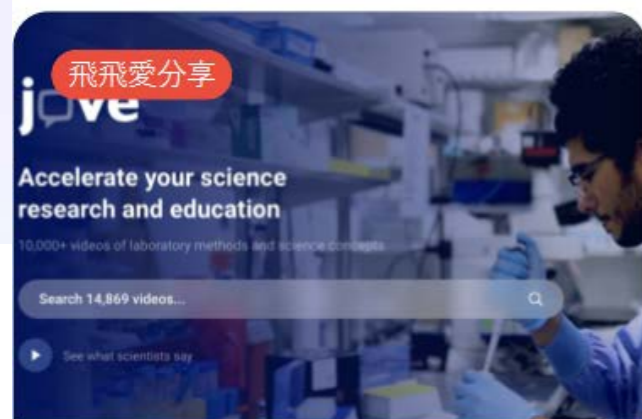 飛飛愛分享
jove
Accelerate your science
research and education
10,000+ videos of laboratory methods and science concepts
Search 14,869 videos...
See what scientists say